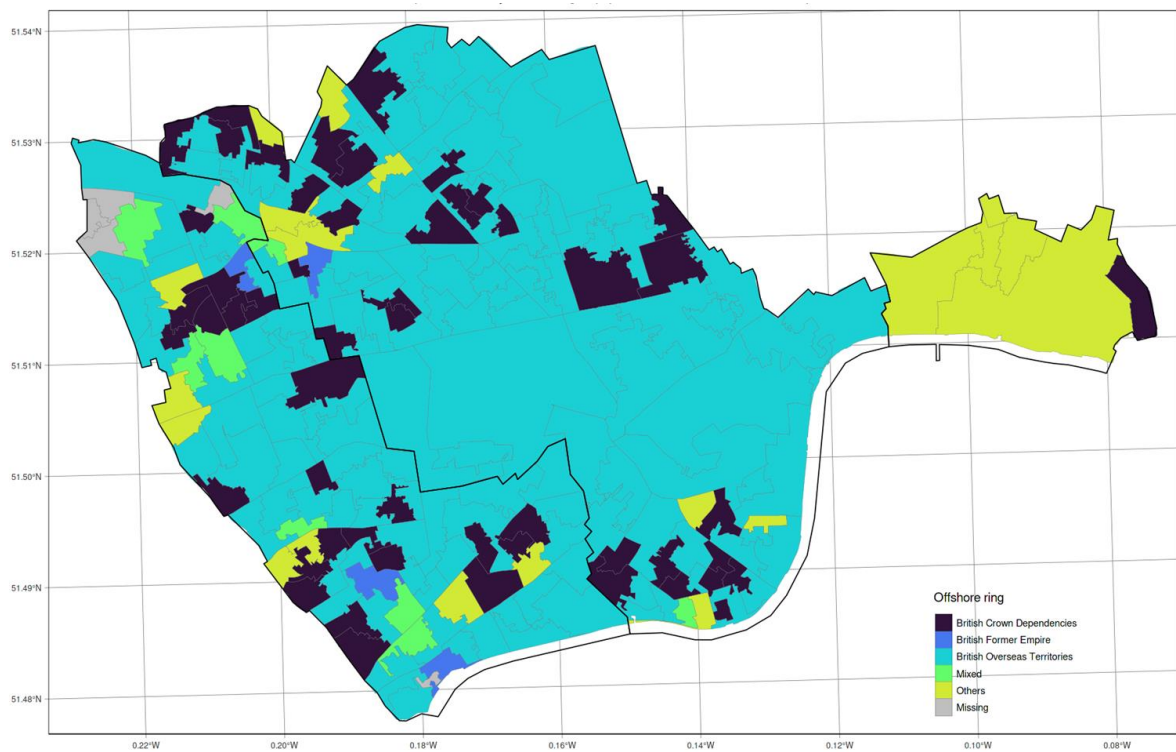 51.54°N
51.53°N
51.52°N
51.51°N
51.50°N
51.49°N
51.48°N
Offshore ring
British Crown Dependencies
British Former Empire
British Overseas Territories
Mixed
Others
Missing
0.22°W
0.20°W
0.18°W
0.16°W
0.14°W
0.12°W
0.10°W
0.08°W